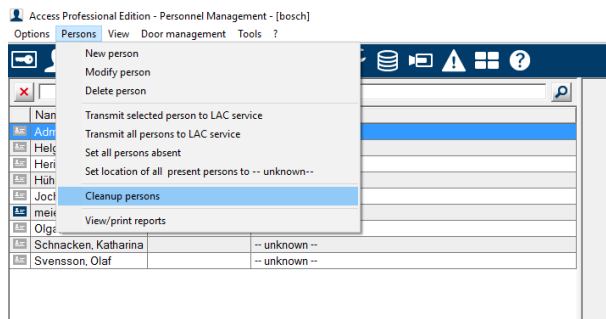 Access Professional Edition - Personnel Management - [bosch]
Options Persons View Door management Tools ?
New person
Modify person
Delete person
Transmit selected person to LAC service
Transmit all persons to LAC service
Set all persons absent
Set location of all present persons to -- unknown--
Cleanup persons
View/print reports
Nan
Adm
Helg
Heri
Hüh
Joch
meie
Olga
Schnacken, Katharina -- unknown --
Svensson, Olaf -- unknown --